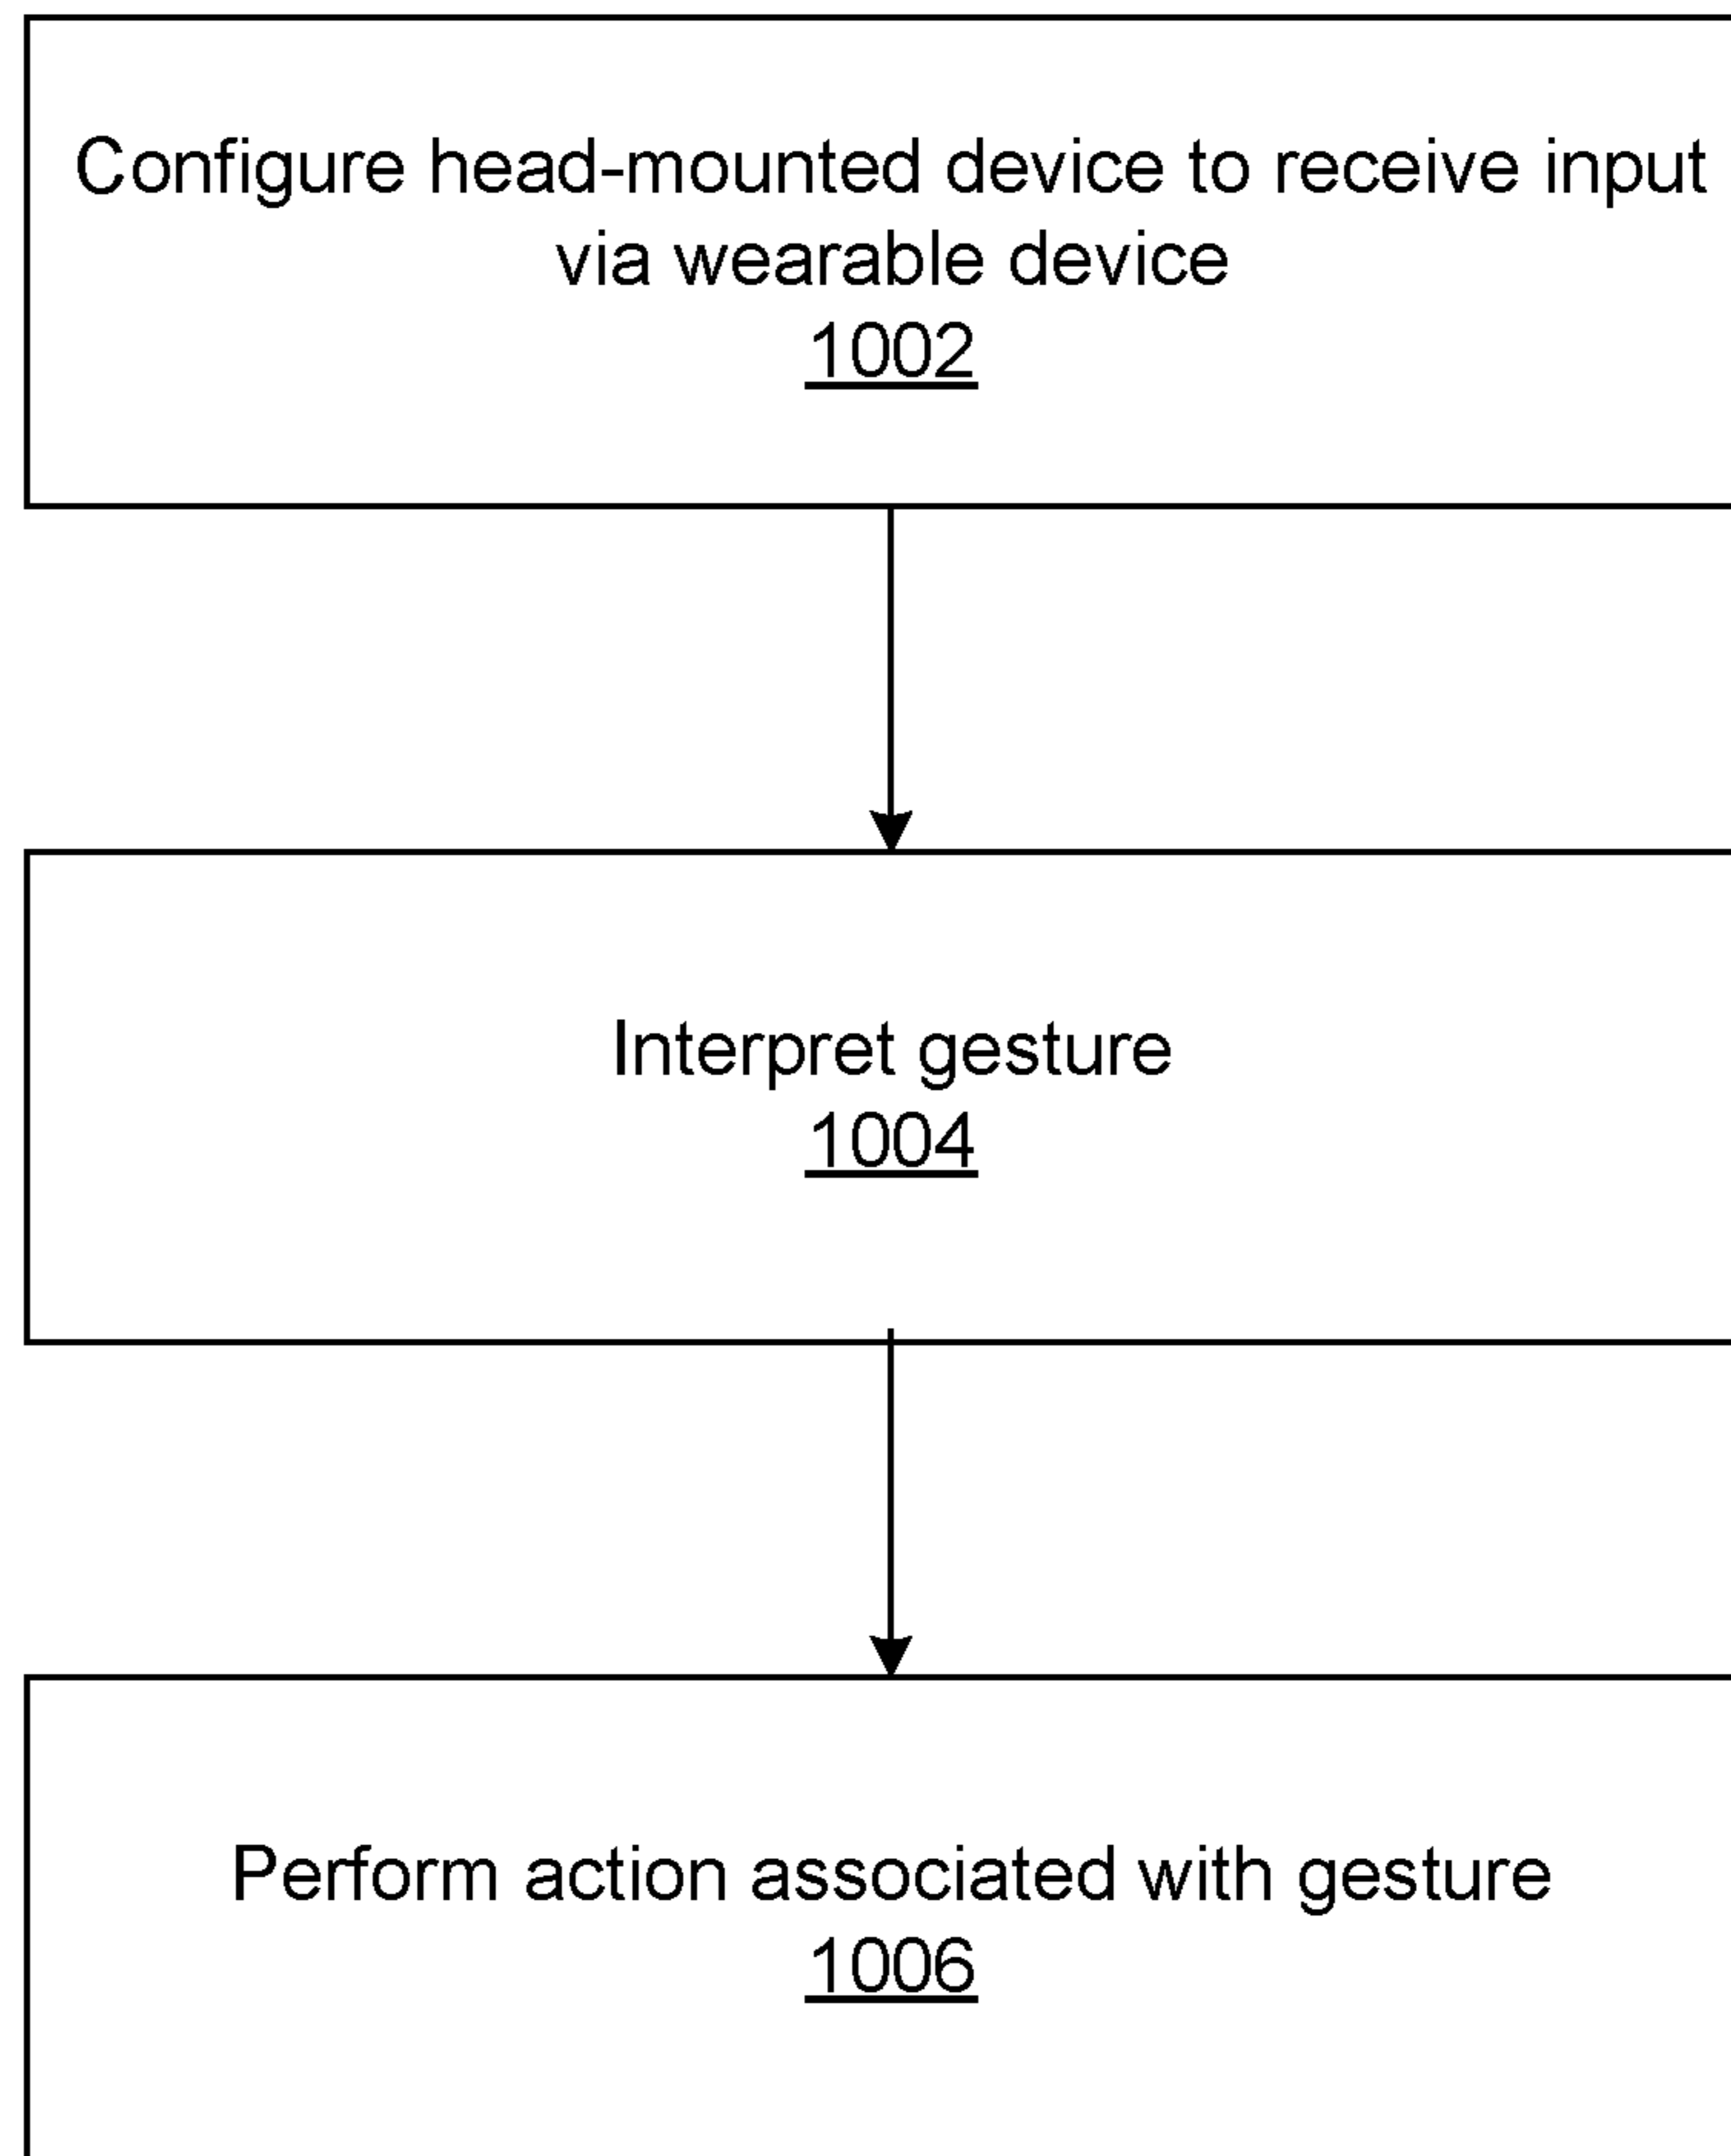 Configure head-mounted device to receive input
via wearable device
1002
Interpret gesture
1004
Perform action associated with gesture
1006